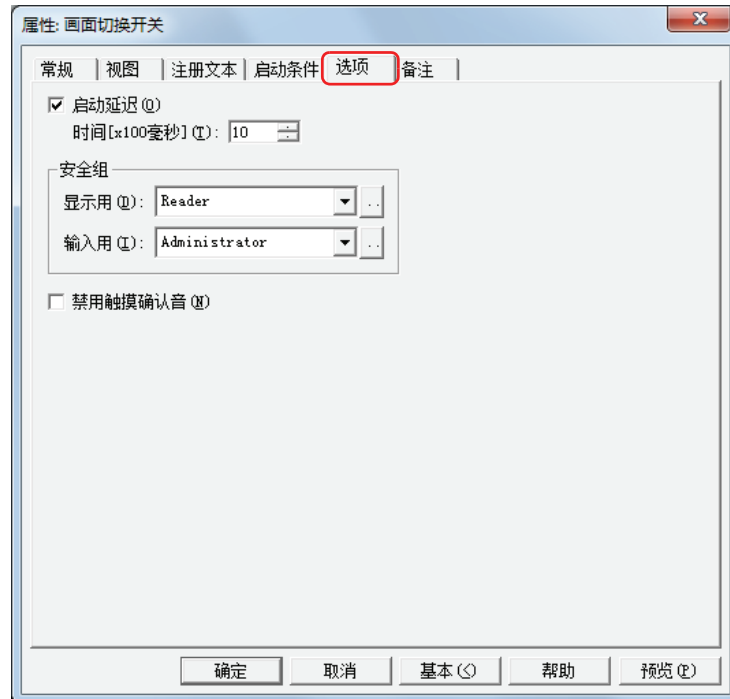 属性: 画面切换开关
x
常规 视图 注册文本 启动条件 选项 备注
启动延迟(O)
时间[x100毫秒](T): 10
安全组
显示用(D): Reader ..
输入用(I): Administrator ..
禁用触摸确认音(N)
确定 取消 基本(<) 帮助 预览(P)